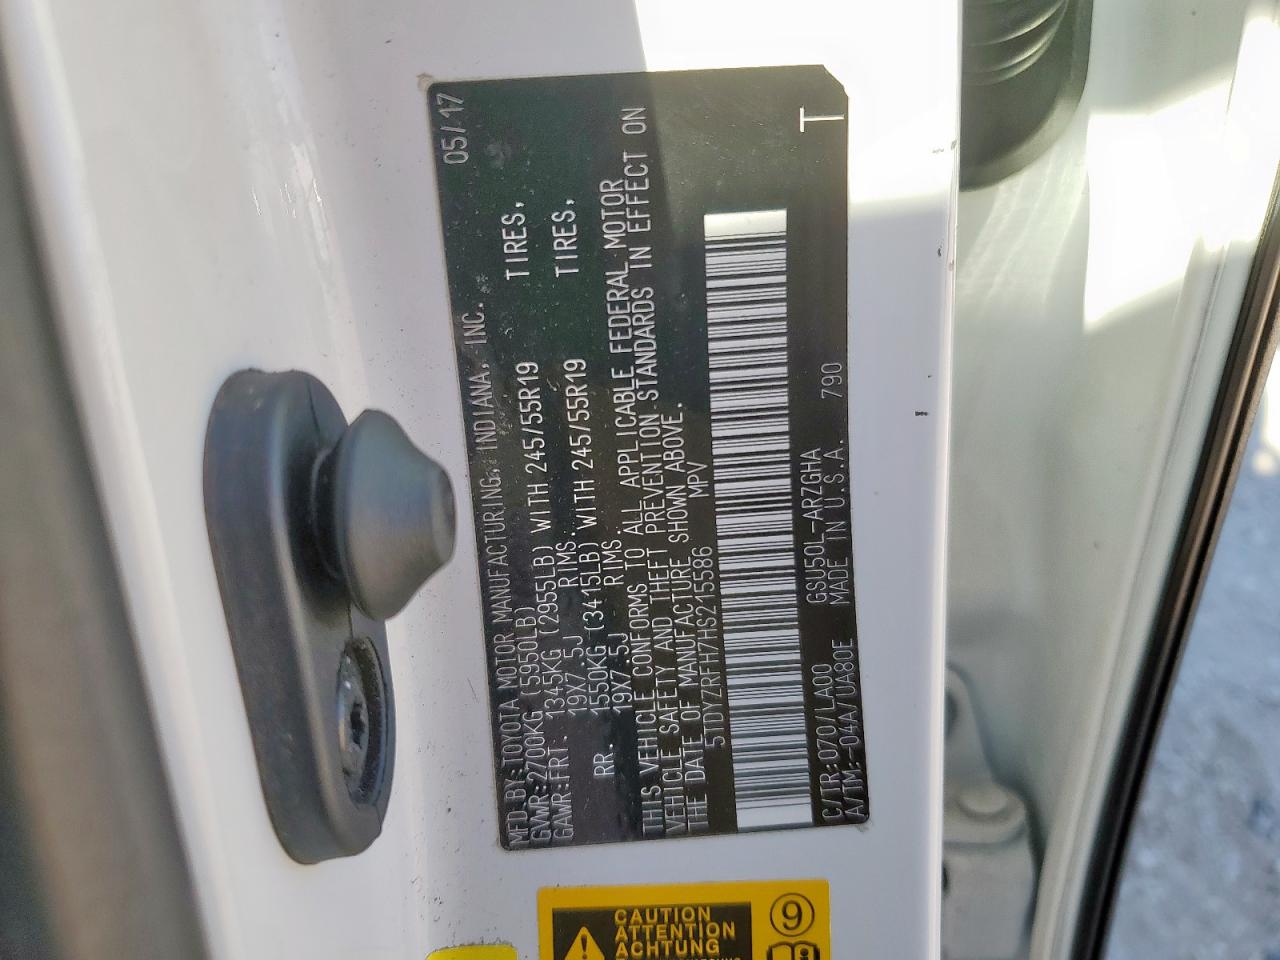 MFD.BY:TOYOTA MOTOR MANUFACTURING, INDIANA, INC. 05/17
GVWR:2700KG (5950LB)
GAWR:FRT. 1345KG (2955LB) WITH 245/55R19 TIRES,
19X7.5J RIMS.
RR. 1550KG (3415LB) WITH 245/55R19 TIRES,
19X7.5J RIMS.
THIS VEHICLE CONFORMS TO ALL APPLICABLE FEDERAL MOTOR
VEHICLE SAFETY AND THEFT PREVENTION STANDARDS IN EFFECT ON
THE DATE OF MANUFACTURE SHOWN ABOVE.
5TDYZRFH7HS215586 MPV
T
C/TR:070/LA00 GSU50L-ARZGHA 790
A/TM:-04A/UA80E MADE IN U.S.A.
CAUTION
ATTENTION
ACHTUNG
9